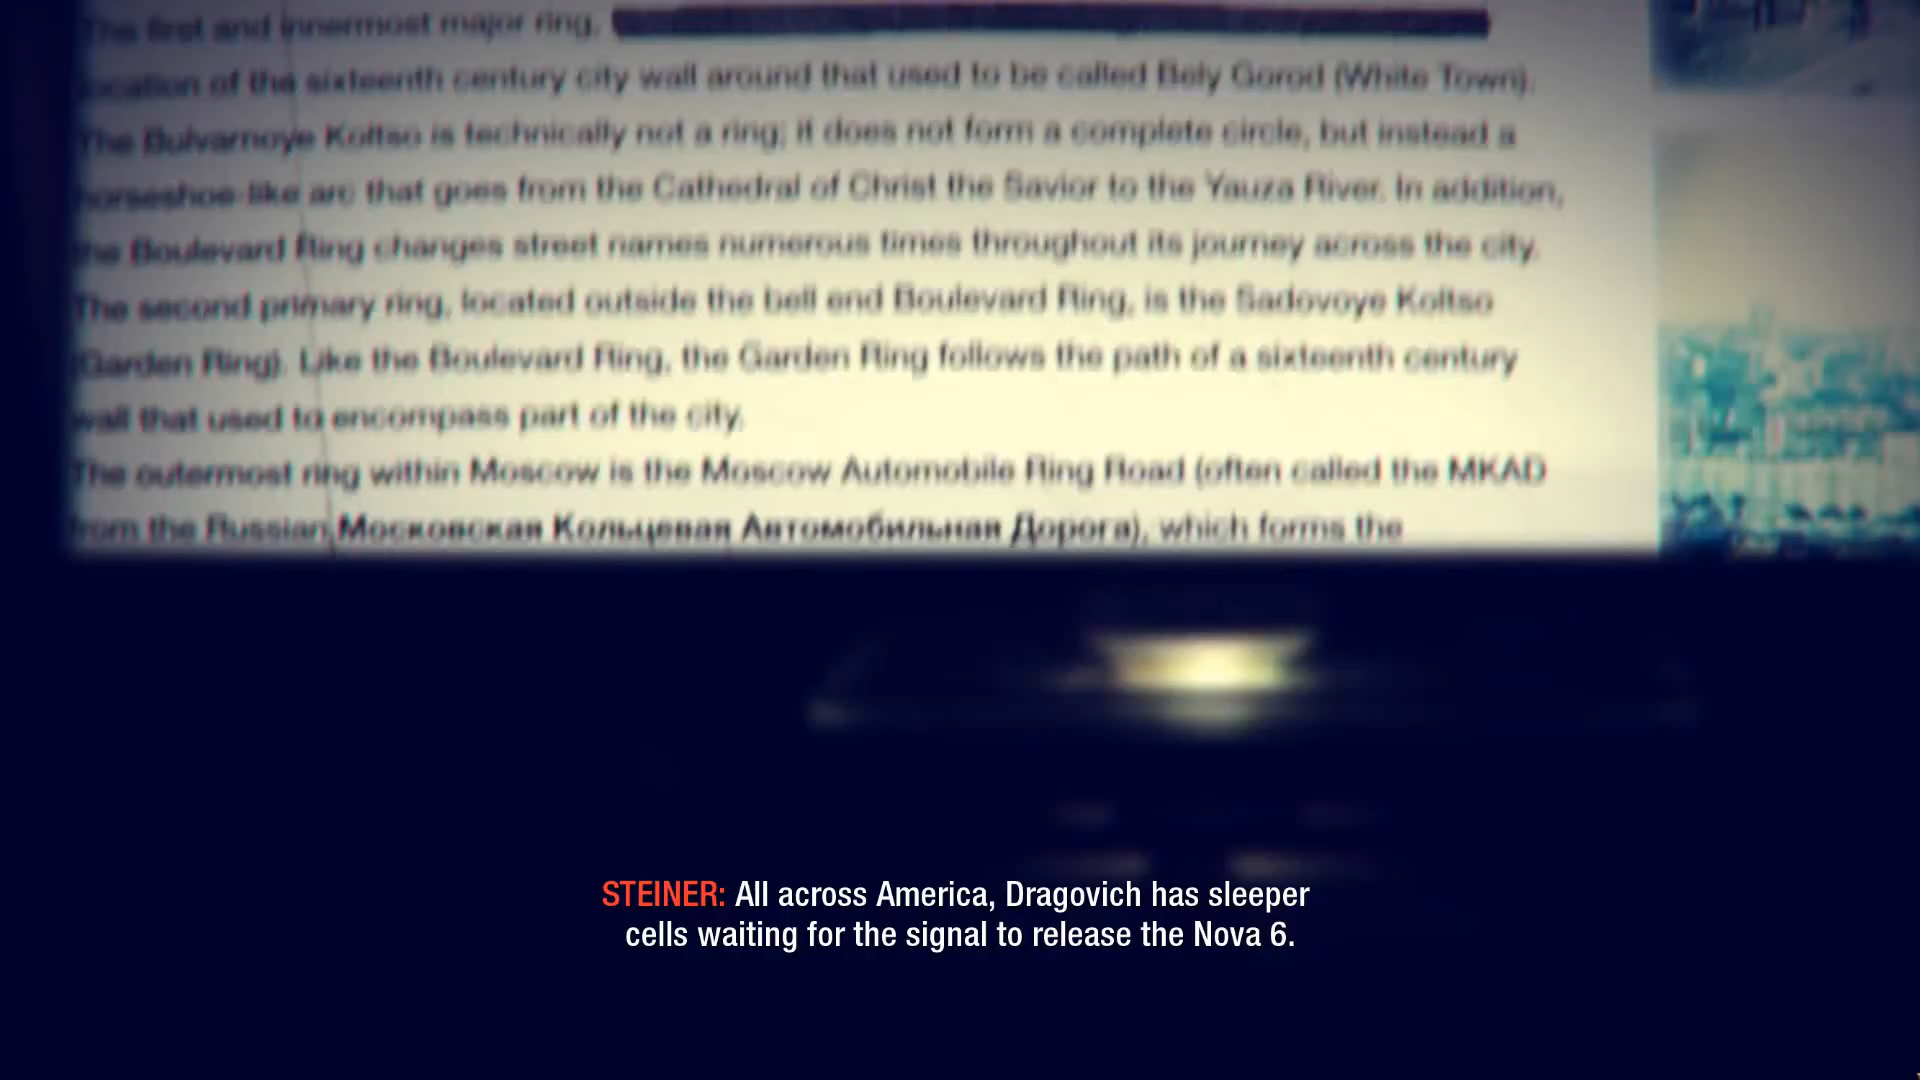 The first and innermost major ring,
location of the sixteenth century city wall around that used to be called Bely Gorod (White Town).
The Bulvarnoye Koltso is technically not a ring; it does not form a complete circle, but instead a
horseshoe-like arc that goes from the Cathedral of Christ the Savior to the Yauza River. In addition,
the Boulevard Ring changes street names numerous times throughout its journey across the city.
The second primary ring, located outside the bell end Boulevard Ring, is the Sadovoye Koltso
(Garden Ring). Like the Boulevard Ring, the Garden Ring follows the path of a sixteenth century
wall that used to encompass part of the city.
The outermost ring within Moscow is the Moscow Automobile Ring Road (often called the MKAD
from the Russian Московская Кольцевая Автомобильная Дорога), which forms the
STEINER: All across America, Dragovich has sleeper
cells waiting for the signal to release the Nova 6.